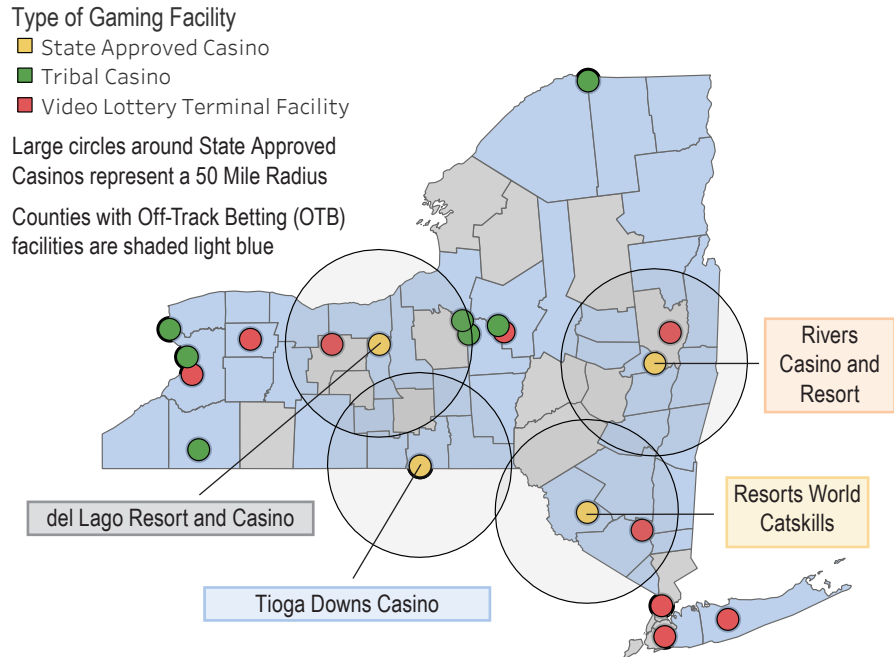 Type of Gaming Facility
State Approved Casino
Tribal Casino
Video Lottery Terminal Facility
Large circles around State Approved
Casinos represent a 50 Mile Radius
Counties with Off-Track Betting (OTB)
facilities are shaded light blue
Rivers
Casino and
Resort
del Lago Resort and Casino
Resorts World
Catskills
Tioga Downs Casino